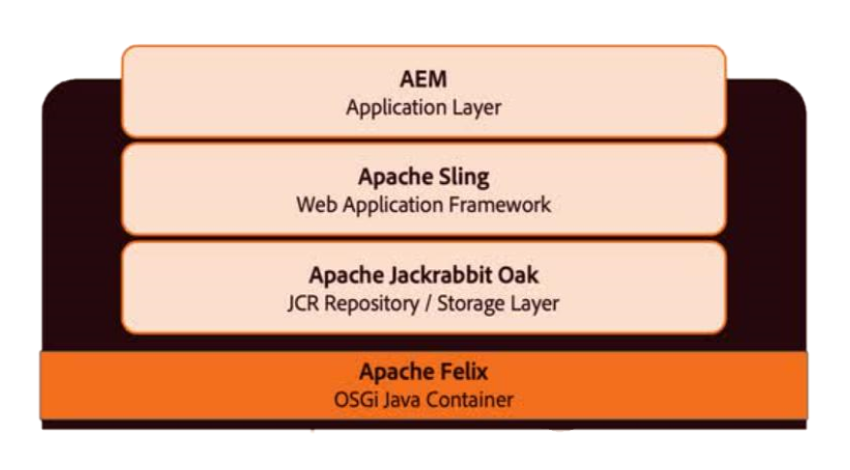 AEM
Application Layer
Apache Sling
Web Application Framework
Apache Jackrabbit Oak
JCR Repository / Storage Layer
Apache Felix
OSGi Java Container